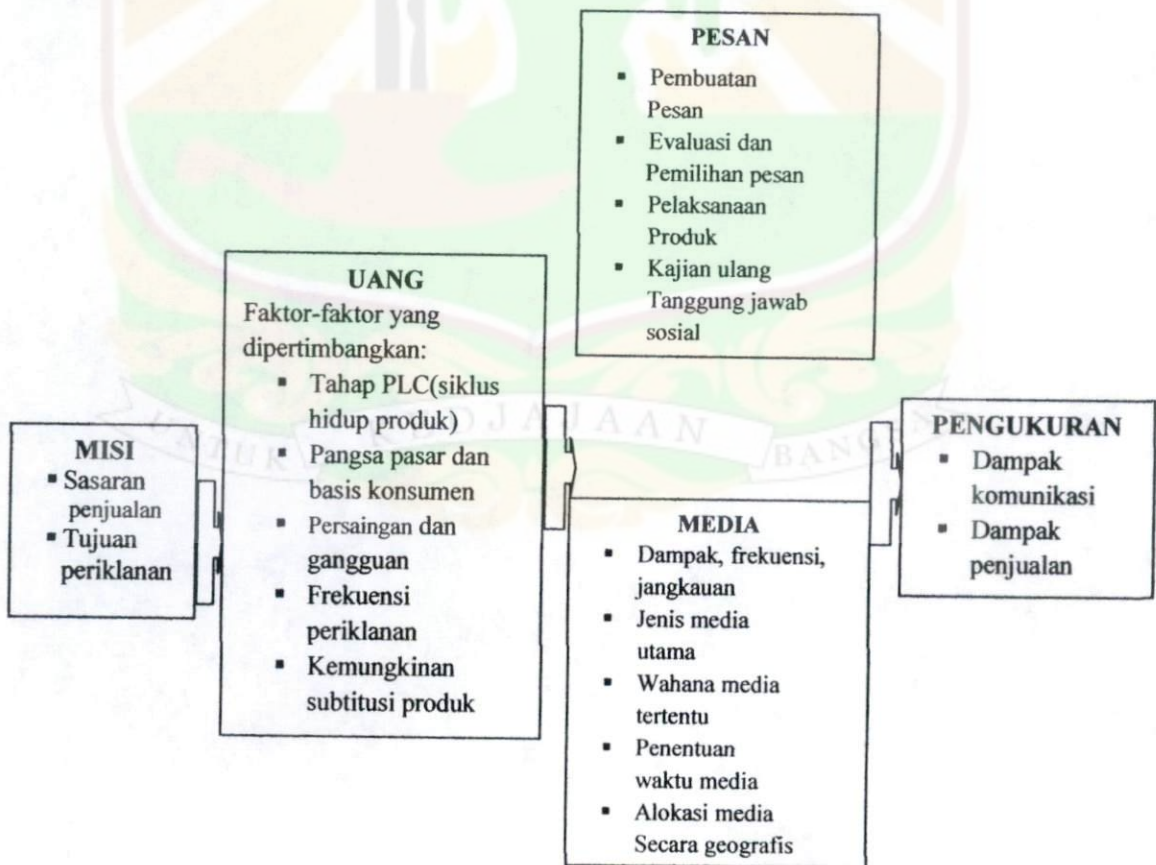 MISI
▪ Sasaran
penjualan
▪ Tujuan
periklanan
UANG
Faktor-faktor yang
dipertimbangkan:
▪ Tahap PLC(siklus
hidup produk)
▪ Pangsa pasar dan
basis konsumen
▪ Persaingan dan
gangguan
▪ Frekuensi
periklanan
▪ Kemungkinan
subtitusi produk
PESAN
▪ Pembuatan
Pesan
▪ Evaluasi dan
Pemilihan pesan
▪ Pelaksanaan
Produk
▪ Kajian ulang
Tanggung jawab
sosial
MEDIA
▪ Dampak, frekuensi,
jangkauan
▪ Jenis media
utama
▪ Wahana media
tertentu
▪ Penentuan
waktu media
▪ Alokasi media
Secara geografis
PENGUKURAN
▪ Dampak
komunikasi
▪ Dampak
penjualan
UNTUK